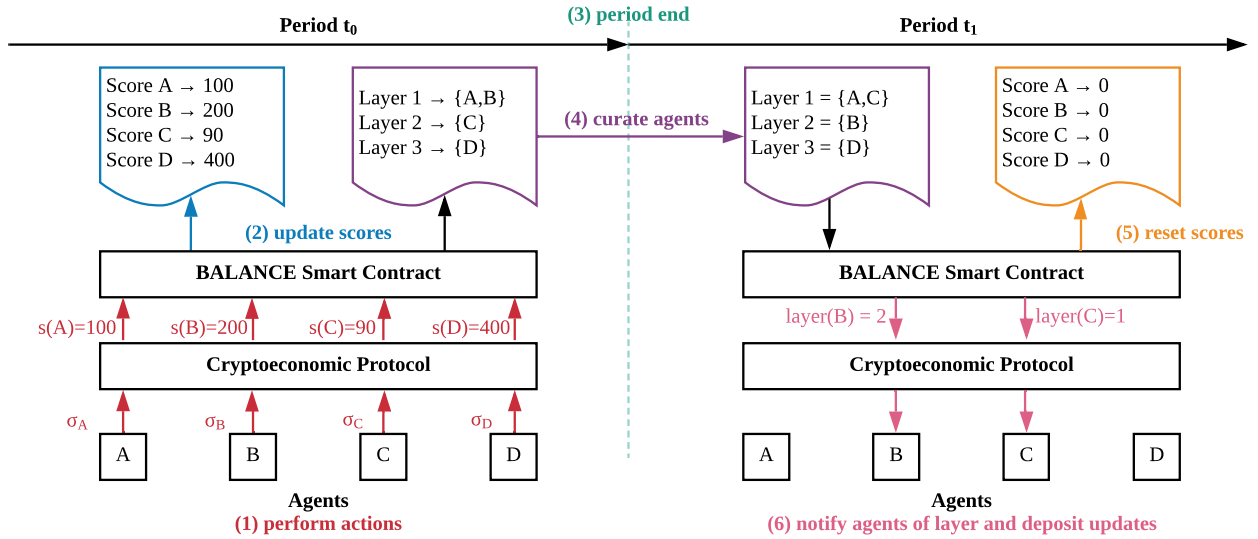 (3) period end
Period t₀
Period t₁
Score A → 100
Score B → 200
Score C → 90
Score D → 400
Layer 1 → {A,B}
Layer 2 → {C}
Layer 3 → {D}
(4) curate agents
Layer 1 = {A,C}
Layer 2 = {B}
Layer 3 = {D}
Score A → 0
Score B → 0
Score C → 0
Score D → 0
(2) update scores
(5) reset scores
BALANCE Smart Contract
BALANCE Smart Contract
s(A)=100
s(B)=200
s(C)=90
s(D)=400
layer(B) = 2
layer(C)=1
Cryptoeconomic Protocol
Cryptoeconomic Protocol
σA
σB
σC
σD
A
B
C
D
A
B
C
D
Agents
(1) perform actions
Agents
(6) notify agents of layer and deposit updates